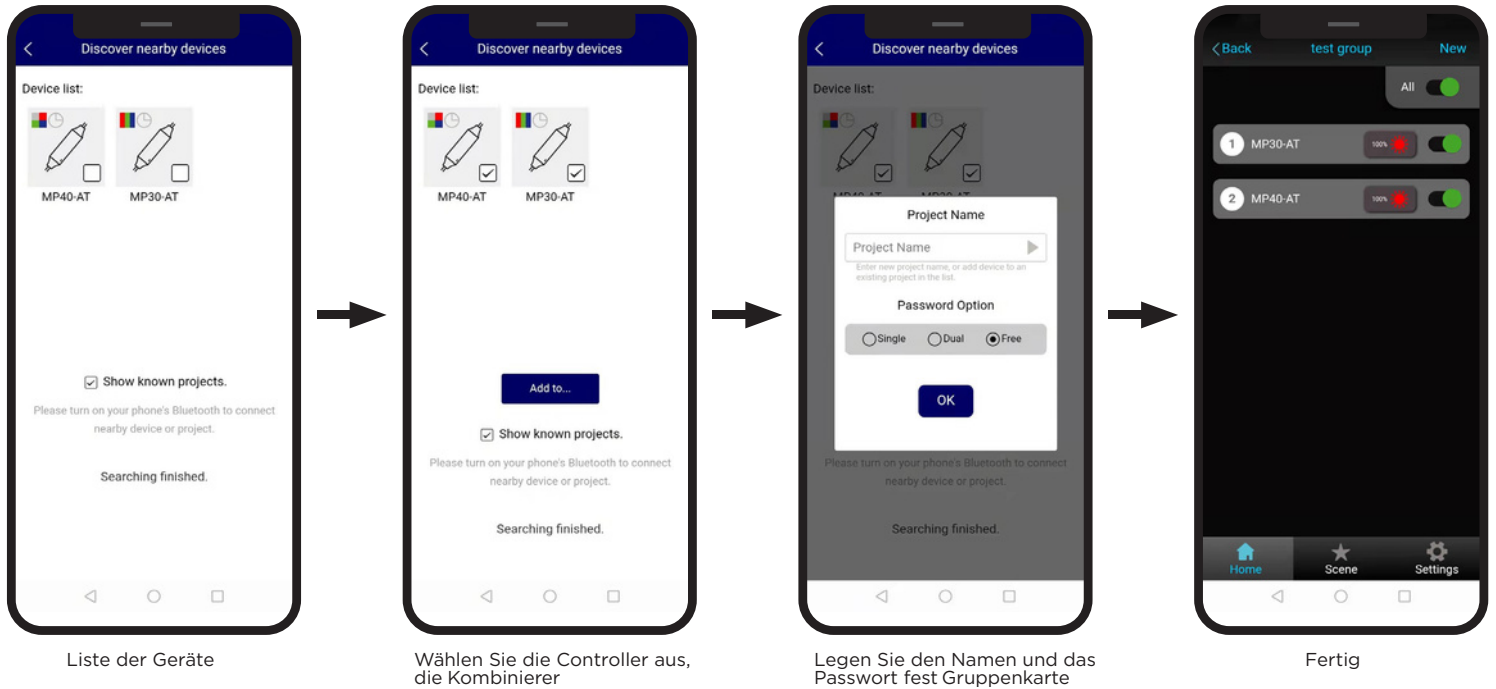 Discover nearby devices
Device list:
MP40-AT MP30-AT
Show known projects.
Please turn on your phone's Bluetooth to connect
nearby device or project.
Searching finished.
Liste der Geräte
Discover nearby devices
Device list:
MP40-AT MP30-AT
Add to...
Show known projects.
Please turn on your phone's Bluetooth to connect
nearby device or project.
Searching finished.
Wählen Sie die Controller aus,
die Kombinierer
Discover nearby devices
Device list:
MP40-AT MP30-AT
Project Name
Project Name
Enter new project name, or add device to an
existing project in the list.
Password Option
Single Dual Free
OK
Please turn on your phone's Bluetooth to connect
nearby device or project.
Searching finished.
Legen Sie den Namen und das
Passwort fest Gruppenkarte
Back test group New
All
1 MP30-AT 100%
2 MP40-AT 100%
Home Scene Settings
Fertig